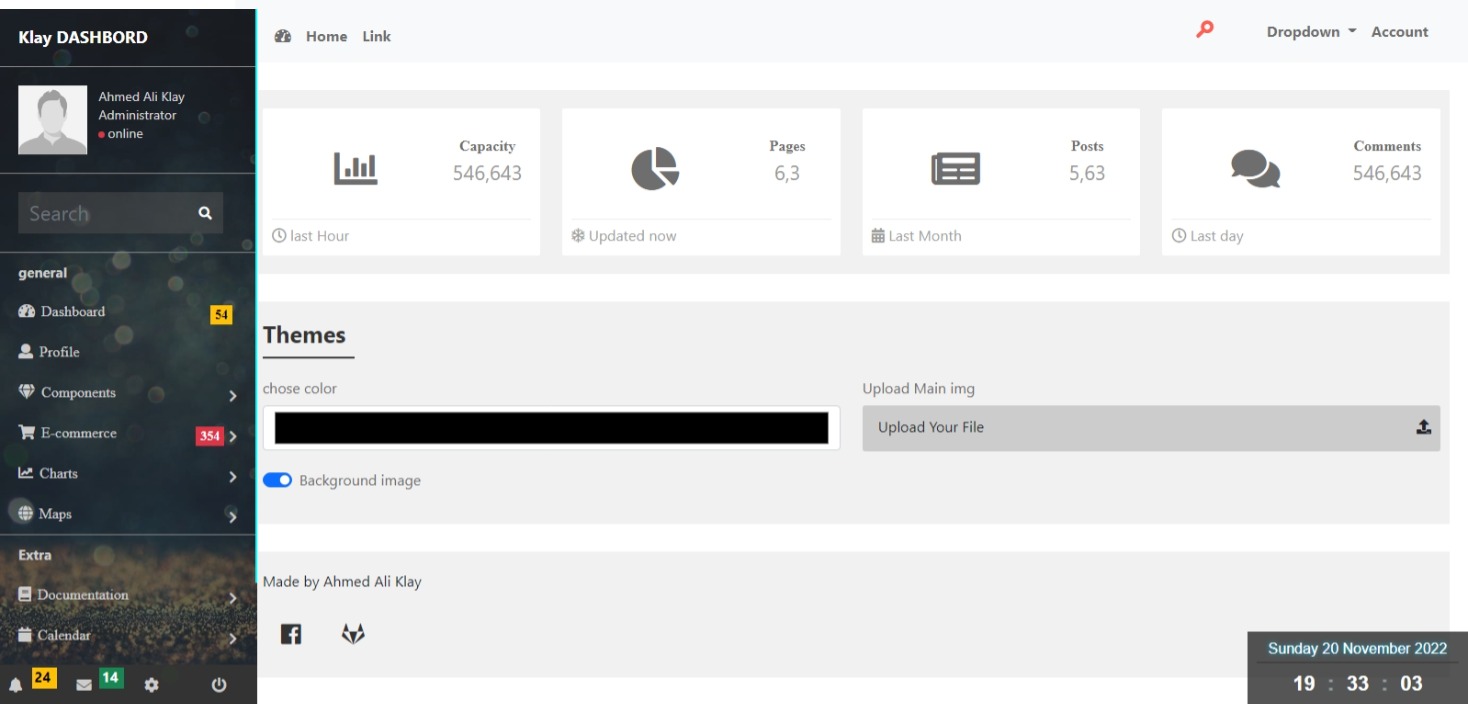 Klay DASHBORD
Ahmed Ali Klay
Administrator
online
Search
general
Dashboard 54
Profile
Components
E-commerce 354
Charts
Maps
Extra
Documentation
Calendar
24 14
Home Link Dropdown Account
Capacity
546,643
last Hour
Pages
6,3
Updated now
Posts
5,63
Last Month
Comments
546,643
Last day
Themes
chose color
Upload Main img
Upload Your File
Background image
Made by Ahmed Ali Klay
Sunday 20 November 2022
19 : 33 : 03